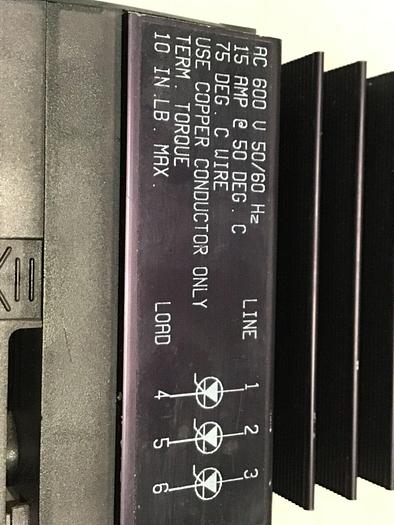 AC 600 V 50/60 Hz
15 AMP @ 50 DEG. C
75 DEG. C WIRE
USE COPPER CONDUCTOR ONLY
TERM. TORQUE
10 IN.LB. MAX.
LINE
1 2 3
LOAD
4 5 6